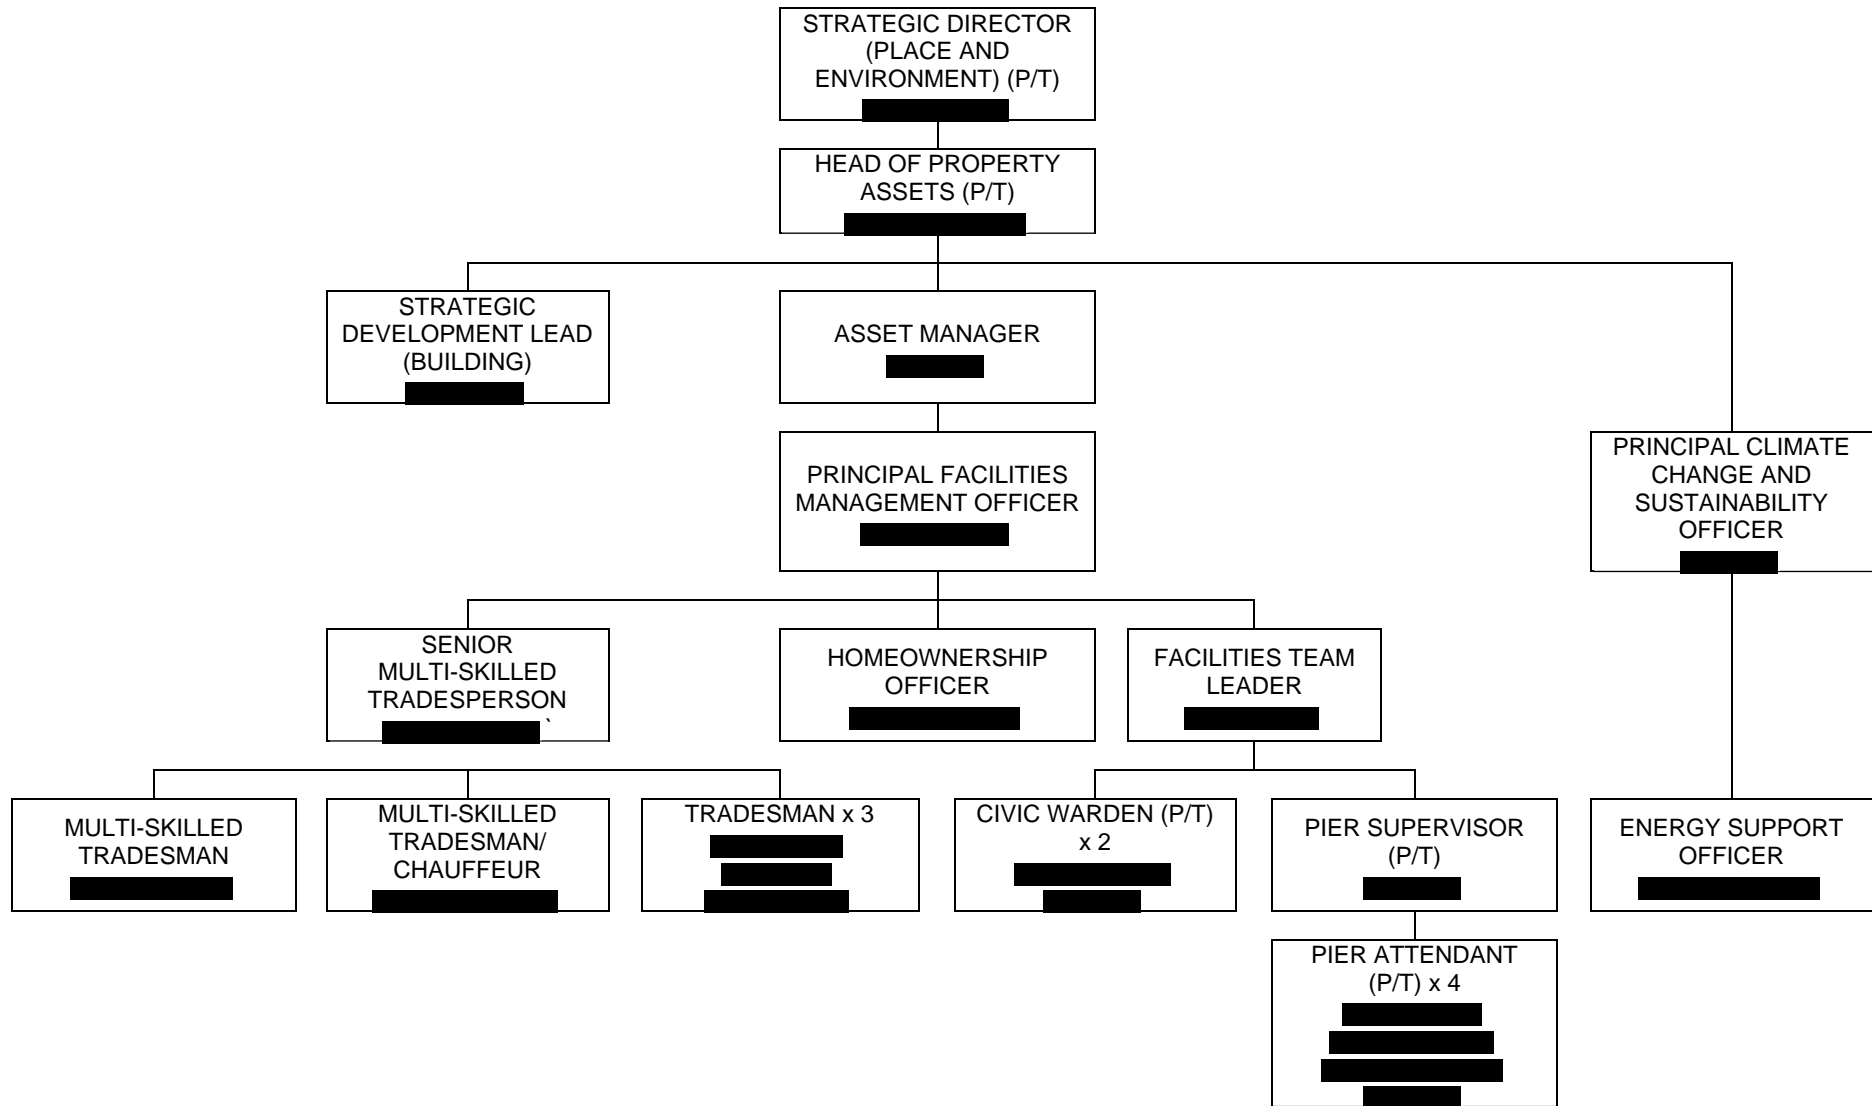 STRATEGIC DIRECTOR
(PLACE AND
ENVIRONMENT) (P/T)
HEAD OF PROPERTY
ASSETS (P/T)
STRATEGIC
DEVELOPMENT LEAD
(BUILDING)
ASSET MANAGER
PRINCIPAL FACILITIES
MANAGEMENT OFFICER
PRINCIPAL CLIMATE
CHANGE AND
SUSTAINABILITY
OFFICER
SENIOR
MULTI-SKILLED
TRADESPERSON
`
HOMEOWNERSHIP
OFFICER
FACILITIES TEAM
LEADER
MULTI-SKILLED
TRADESMAN
MULTI-SKILLED
TRADESMAN/
CHAUFFEUR
TRADESMAN x 3
CIVIC WARDEN (P/T)
x 2
PIER SUPERVISOR
(P/T)
ENERGY SUPPORT
OFFICER
PIER ATTENDANT
(P/T) x 4